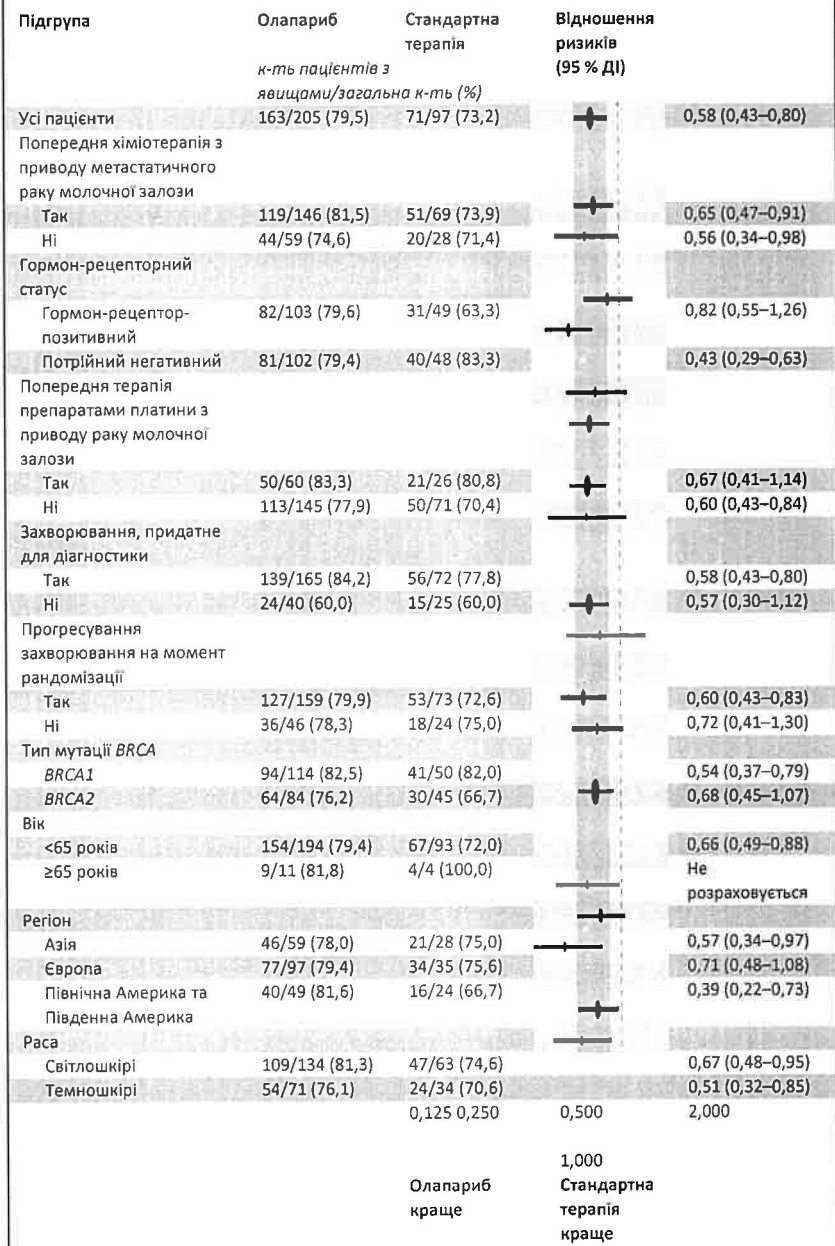 Підгрупа Олапариб Стандартна Відношення
терапія ризиків
к-ть пацієнтів з (95 % ДІ)
явищами/загальна к-ть (%)
Усі пацієнти 163/205 (79,5) 71/97 (73,2) 0,58 (0,43–0,80)
Попередня хіміотерапія з
приводу метастатичного
раку молочної залози
Так 119/146 (81,5) 51/69 (73,9) 0,65 (0,47–0,91)
Ні 44/59 (74,6) 20/28 (71,4) 0,56 (0,34–0,98)
Гормон-рецепторний
статус
Гормон-рецептор- 82/103 (79,6) 31/49 (63,3) 0,82 (0,55–1,26)
позитивний
Потрійний негативний 81/102 (79,4) 40/48 (83,3) 0,43 (0,29–0,63)
Попередня терапія
препаратами платини з
приводу раку молочної
залози
Так 50/60 (83,3) 21/26 (80,8) 0,67 (0,41–1,14)
Ні 113/145 (77,9) 50/71 (70,4) 0,60 (0,43–0,84)
Захворювання, придатне
для діагностики
Так 139/165 (84,2) 56/72 (77,8) 0,58 (0,43–0,80)
Ні 24/40 (60,0) 15/25 (60,0) 0,57 (0,30–1,12)
Прогресування
захворювання на момент
рандомізації
Так 127/159 (79,9) 53/73 (72,6) 0,60 (0,43–0,83)
Ні 36/46 (78,3) 18/24 (75,0) 0,72 (0,41–1,30)
Тип мутації BRCA
BRCA1 94/114 (82,5) 41/50 (82,0) 0,54 (0,37–0,79)
BRCA2 64/84 (76,2) 30/45 (66,7) 0,68 (0,45–1,07)
Вік
<65 років 154/194 (79,4) 67/93 (72,0) 0,66 (0,49–0,88)
≥65 років 9/11 (81,8) 4/4 (100,0) Не
розраховується
Регіон
Азія 46/59 (78,0) 21/28 (75,0) 0,57 (0,34–0,97)
Європа 77/97 (79,4) 34/35 (75,6) 0,71 (0,48–1,08)
Північна Америка та 40/49 (81,6) 16/24 (66,7) 0,39 (0,22–0,73)
Південна Америка
Раса
Світлошкірі 109/134 (81,3) 47/63 (74,6) 0,67 (0,48–0,95)
Темношкірі 54/71 (76,1) 24/34 (70,6) 0,51 (0,32–0,85)
0,125 0,250 0,500 2,000
1,000
Олапариб Стандартна
краще терапія
краще